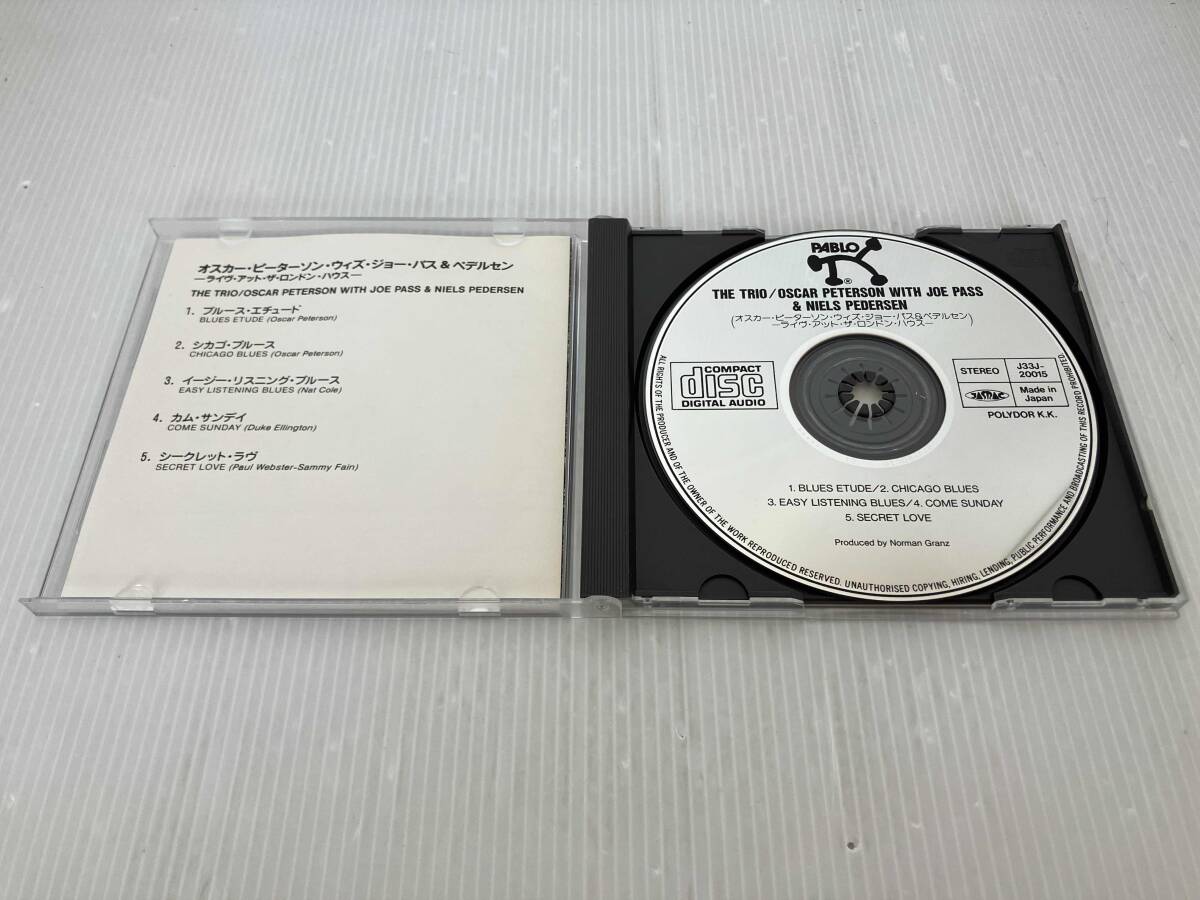 オスカー・ピーターソン・ウィズ・ジョー・パス & ペデルセン
—ライヴ・アット・ザ・ロンドン・ハウス—
THE TRIO/OSCAR PETERSON WITH JOE PASS & NIELS PEDERSEN
1. ブルース・エチュード
BLUES ETUDE (Oscar Peterson)
2. シカゴ・ブルース
CHICAGO BLUES (Oscar Peterson)
3. イージー・リスニング・ブルース
EASY LISTENING BLUES (Nat Cole)
4. カム・サンデイ
COME SUNDAY (Duke Ellington)
5. シークレット・ラヴ
SECRET LOVE (Paul Webster-Sammy Fain)
PABLO
®
THE TRIO/OSCAR PETERSON WITH JOE PASS
& NIELS PEDERSEN
(オスカー・ピーターソン・ウィズ・ジョー・パス&ペデルセン
—ライヴ・アット・ザ・ロンドン・ハウス—)
COMPACT
disc
DIGITAL AUDIO
STEREO
J33J-
20015
JASRAC
Made in
Japan
POLYDOR K.K.
1. BLUES ETUDE/2. CHICAGO BLUES
3. EASY LISTENING BLUES/4. COME SUNDAY
5. SECRET LOVE
Produced by Norman Granz
ALL RIGHTS OF THE PRODUCER AND OF THE OWNER OF THE WORK REPRODUCED RESERVED. UNAUTHORISED COPYING, HIRING, LENDING, PUBLIC PERFORMANCE AND BROADCASTING OF THIS RECORD PROHIBITED.